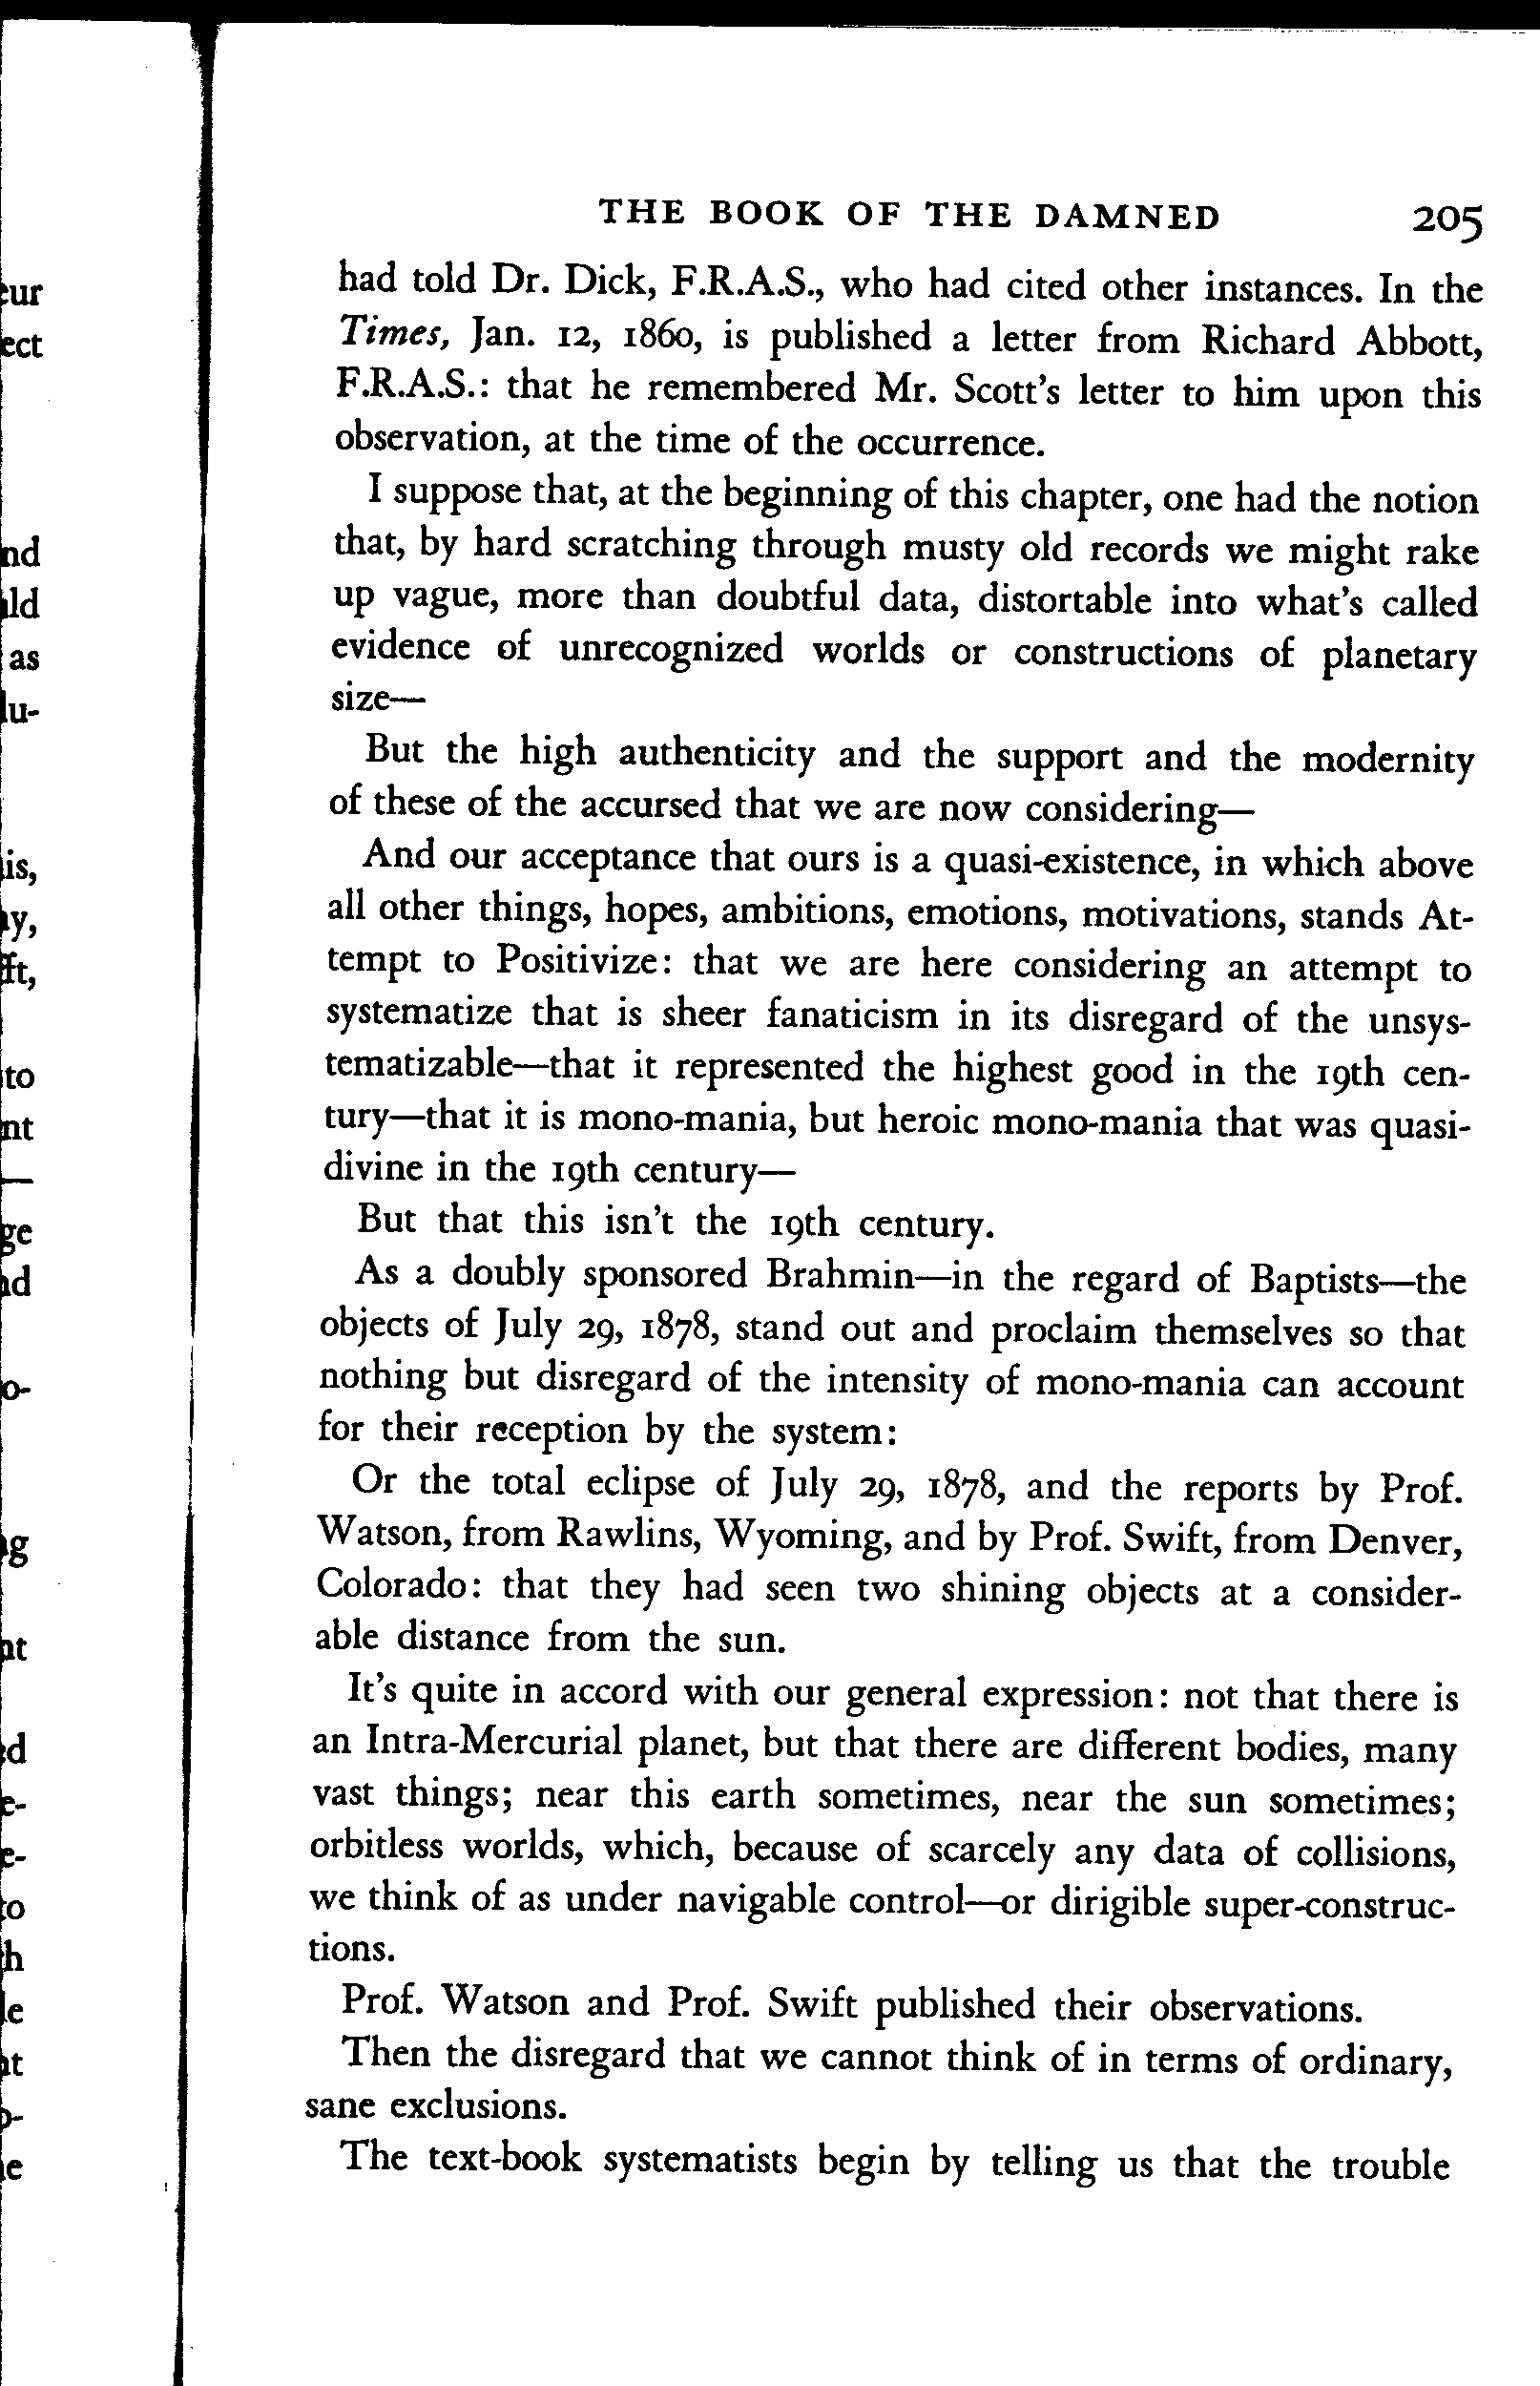 THE BOOK OF THE DAMNED 205
had told Dr. Dick, F.R.A.S., who had cited other instances. In the
Times, Jan. 12, 1860, is published a letter from Richard Abbott,
F.R.A.S.: that he remembered Mr. Scott's letter to him upon this
observation, at the time of the occurrence.
I suppose that, at the beginning of this chapter, one had the notion
that, by hard scratching through musty old records we might rake
up vague, more than doubtful data, distortable into what's called
evidence of unrecognized worlds or constructions of planetary
size—
But the high authenticity and the support and the modernity
of these of the accursed that we are now considering—
And our acceptance that ours is a quasi-existence, in which above
all other things, hopes, ambitions, emotions, motivations, stands At-
tempt to Positivize: that we are here considering an attempt to
systematize that is sheer fanaticism in its disregard of the unsys-
tematizable—that it represented the highest good in the 19th cen-
tury—that it is mono-mania, but heroic mono-mania that was quasi-
divine in the 19th century—
But that this isn't the 19th century.
As a doubly sponsored Brahmin—in the regard of Baptists—the
objects of July 29, 1878, stand out and proclaim themselves so that
nothing but disregard of the intensity of mono-mania can account
for their reception by the system:
Or the total eclipse of July 29, 1878, and the reports by Prof.
Watson, from Rawlins, Wyoming, and by Prof. Swift, from Denver,
Colorado: that they had seen two shining objects at a consider-
able distance from the sun.
It's quite in accord with our general expression: not that there is
an Intra-Mercurial planet, but that there are different bodies, many
vast things; near this earth sometimes, near the sun sometimes;
orbitless worlds, which, because of scarcely any data of collisions,
we think of as under navigable control—or dirigible super-construc-
tions.
Prof. Watson and Prof. Swift published their observations.
Then the disregard that we cannot think of in terms of ordinary,
sane exclusions.
The text-book systematists begin by telling us that the trouble